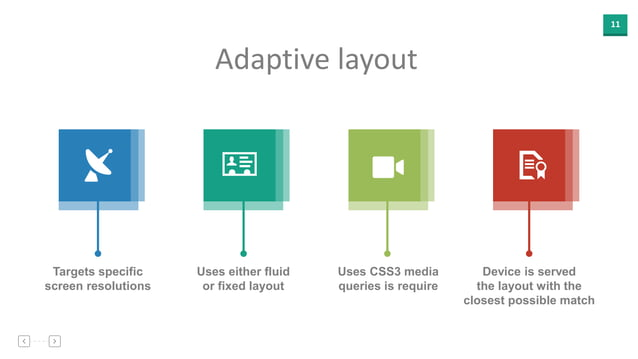 11
Adaptive layout
Targets specific
screen resolutions
Uses either fluid
or fixed layout
Uses CSS3 media
queries is require
Device is served
the layout with the
closest possible match